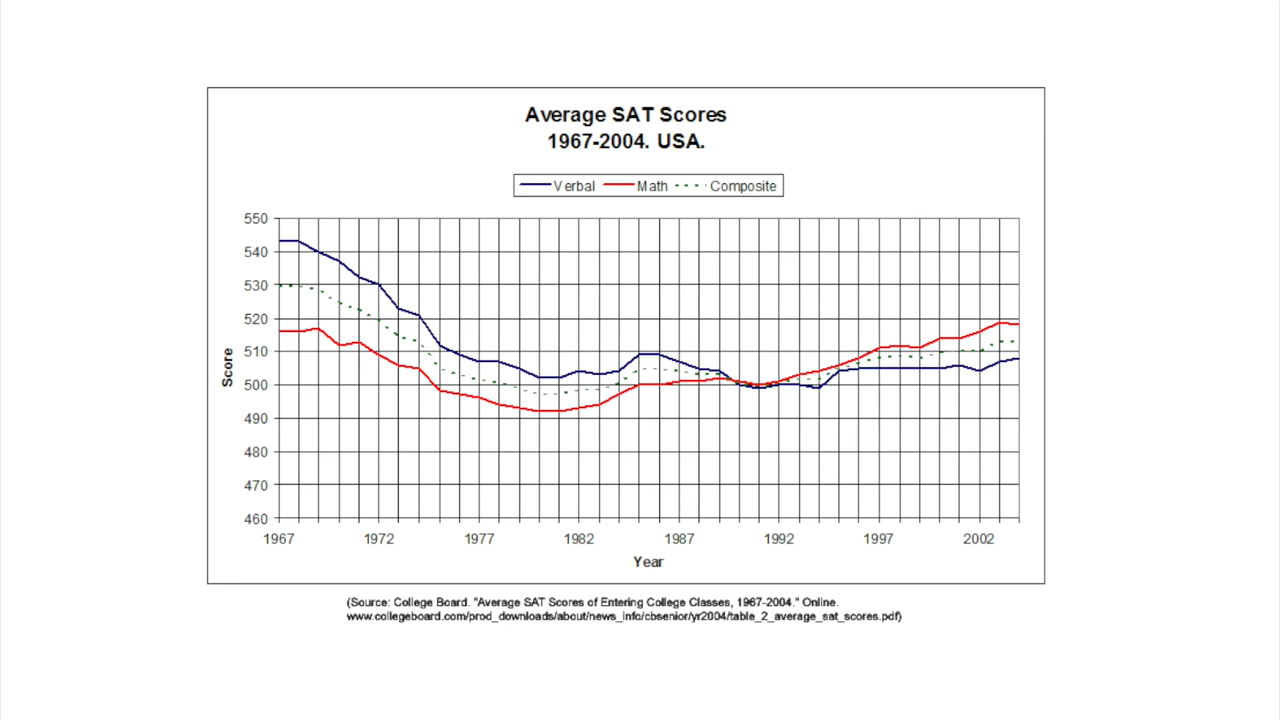 Average SAT Scores
1967-2004. USA.
Verbal Math Composite
550
540
530
520
510
500
490
480
470
460
Score
1967 1972 1977 1982 1987 1992 1997 2002
Year
(Source: College Board. "Average SAT Scores of Entering College Classes, 1967-2004." Online.
www.collegeboard.com/prod_downloads/about/news_info/cbsenior/yr2004/table_2_average_sat_scores.pdf)